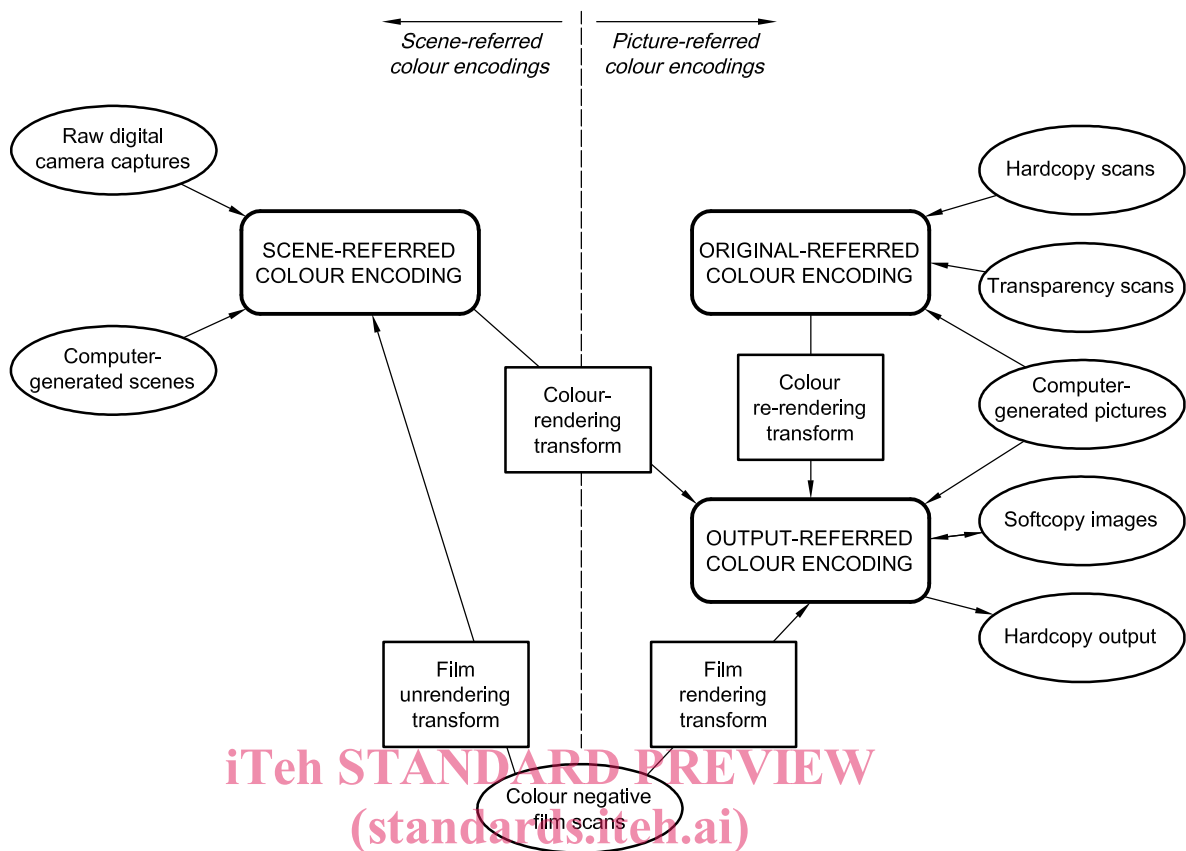 Scene-referred
colour encodings
Picture-referred
colour encodings
Raw digital
camera captures
Hardcopy scans
SCENE-REFERRED
COLOUR ENCODING
ORIGINAL-REFERRED
COLOUR ENCODING
Transparency scans
Computer-
generated scenes
Colour-
rendering
transform
Colour
re-rendering
transform
Computer-
generated pictures
OUTPUT-REFERRED
COLOUR ENCODING
Softcopy images
Hardcopy output
Film
unrendering
transform
Film
rendering
transform
iTeh STANDARD PREVIEW
Colour negative
film scans
(standards.iteh.ai)